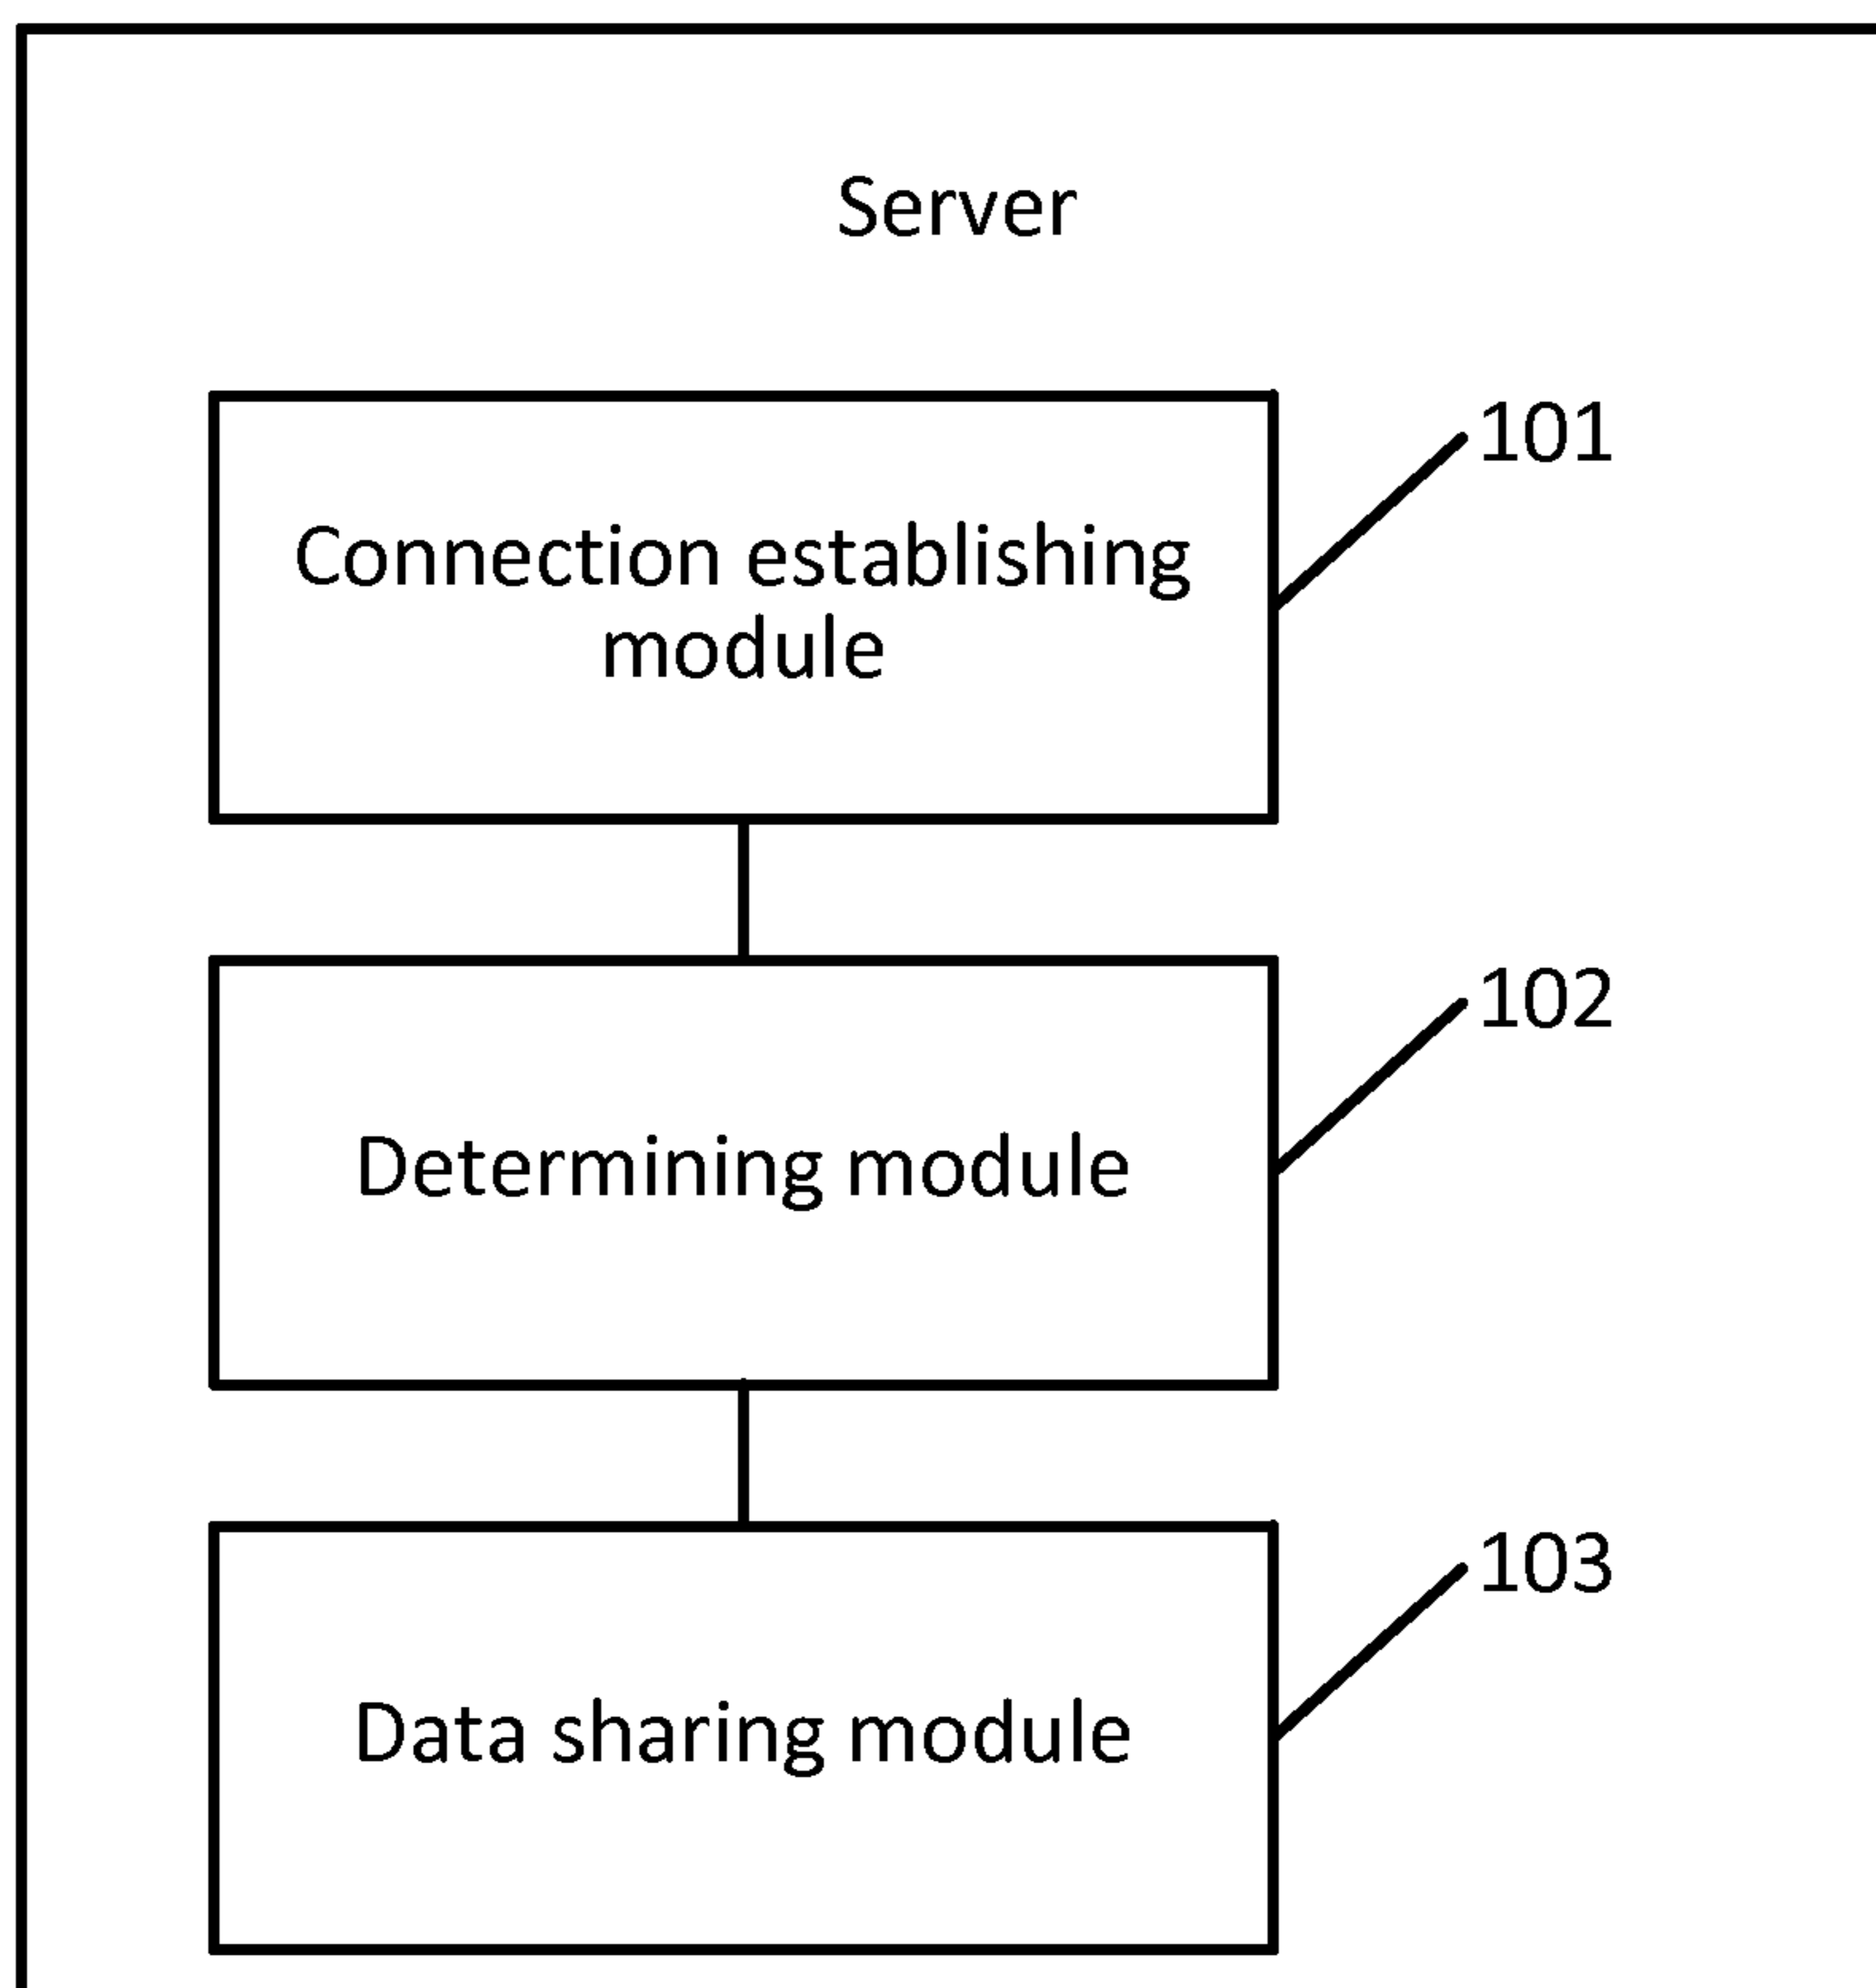 Server
101
Connection establishing
module
102
Determining module
103
Data sharing module